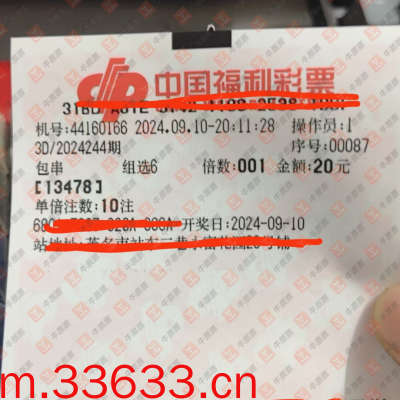 中国福利彩票
机号:44160166 2024.09.10-20:11:28 操作员:1
3D/2024244期 序号:00087
包串 组选6 倍数:001 金额:20元
[13478]
单倍注数:10注
开奖日:2024-09-10
站地址:
m.33633.cn